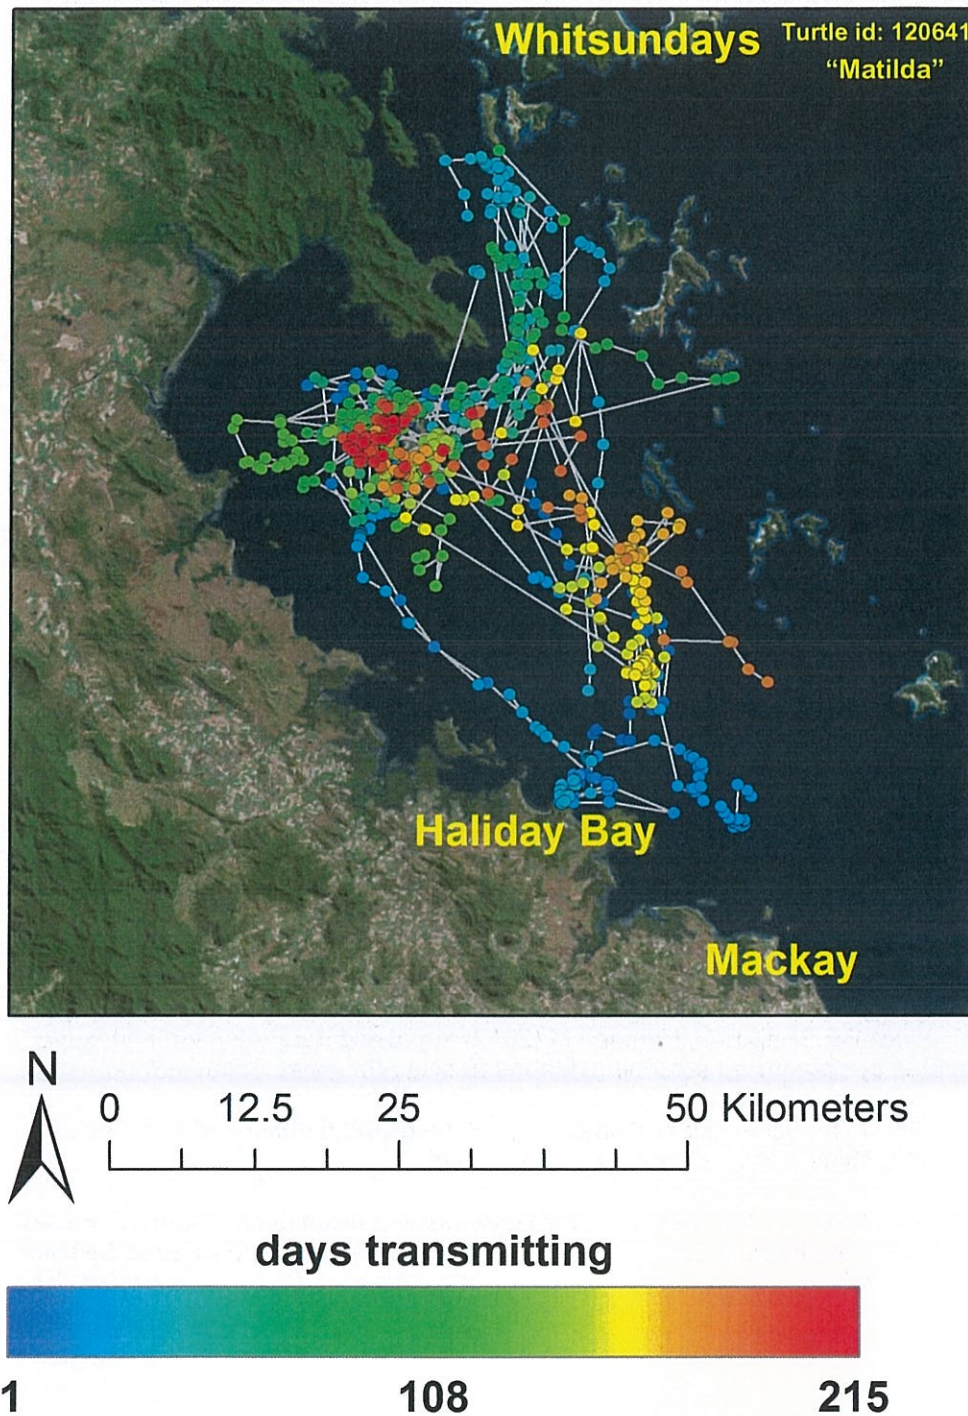 Whitsundays
Turtle id: 120641
“Matilda”
Haliday Bay
Mackay
N
0 12.5 25 50 Kilometers
days transmitting
1 108 215